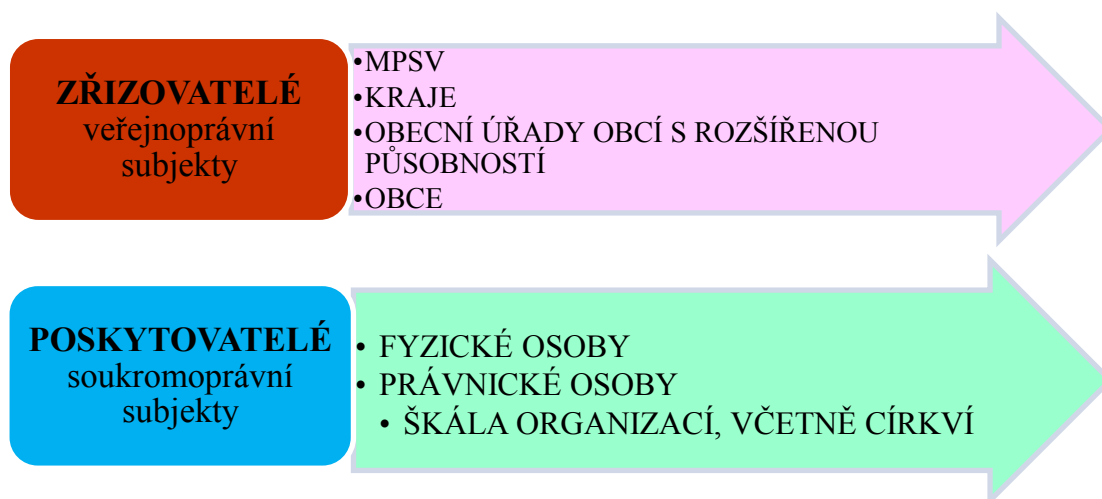 ZŘIZOVATELÉ
veřejnoprávní
subjekty
•MPSV
•KRAJE
•OBECNÍ ÚŘADY OBCÍ S ROZŠÍŘENOU
PŮSOBNOSTÍ
•OBCE
POSKYTOVATELÉ
soukromoprávní
subjekty
• FYZICKÉ OSOBY
• PRÁVNICKÉ OSOBY
• ŠKÁLA ORGANIZACÍ, VČETNĚ CÍRKVÍ